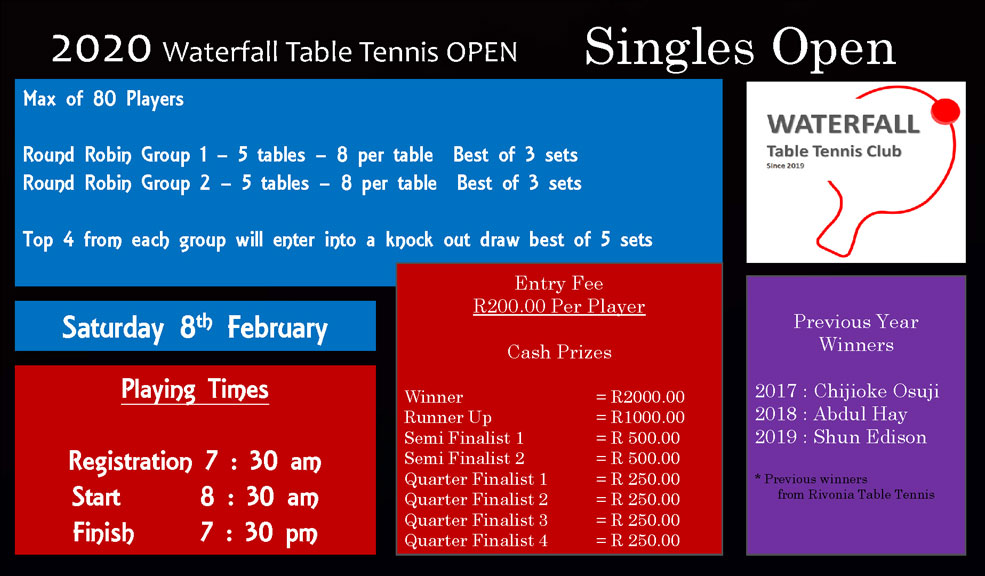 2020 Waterfall Table Tennis OPEN
Singles Open
Max of 80 Players
Round Robin Group 1 – 5 tables – 8 per table Best of 3 sets
Round Robin Group 2 – 5 tables – 8 per table Best of 3 sets
Top 4 from each group will enter into a knock out draw best of 5 sets
WATERFALL
Table Tennis Club
Since 2019
Saturday 8th February
Playing Times
Registration 7 : 30 am
Start 8 : 30 am
Finish 7 : 30 pm
Entry Fee
R200.00 Per Player
Cash Prizes
Winner = R2000.00
Runner Up = R1000.00
Semi Finalist 1 = R 500.00
Semi Finalist 2 = R 500.00
Quarter Finalist 1 = R 250.00
Quarter Finalist 2 = R 250.00
Quarter Finalist 3 = R 250.00
Quarter Finalist 4 = R 250.00
Previous Year
Winners
2017 : Chijioke Osuji
2018 : Abdul Hay
2019 : Shun Edison
* Previous winners
from Rivonia Table Tennis